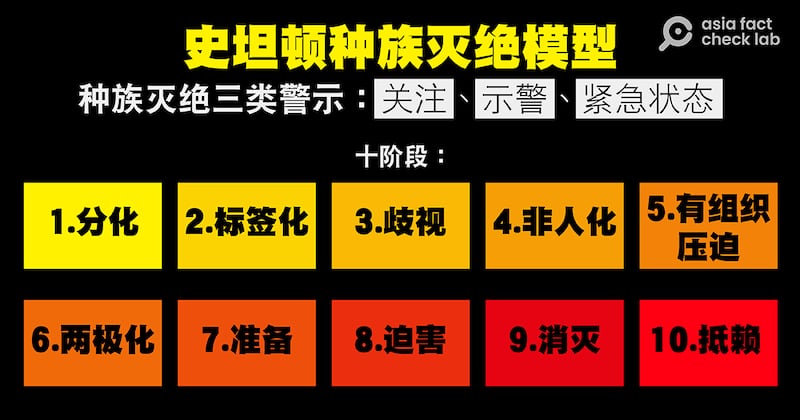 史坦顿种族灭绝模型
asia fact
check lab
种族灭绝三类警示：关注、示警、紧急状态
十阶段：
1.分化
2.标签化
3.歧视
4.非人化
5.有组织
压迫
6.两极化
7.准备
8.迫害
9.消灭
10.抵赖